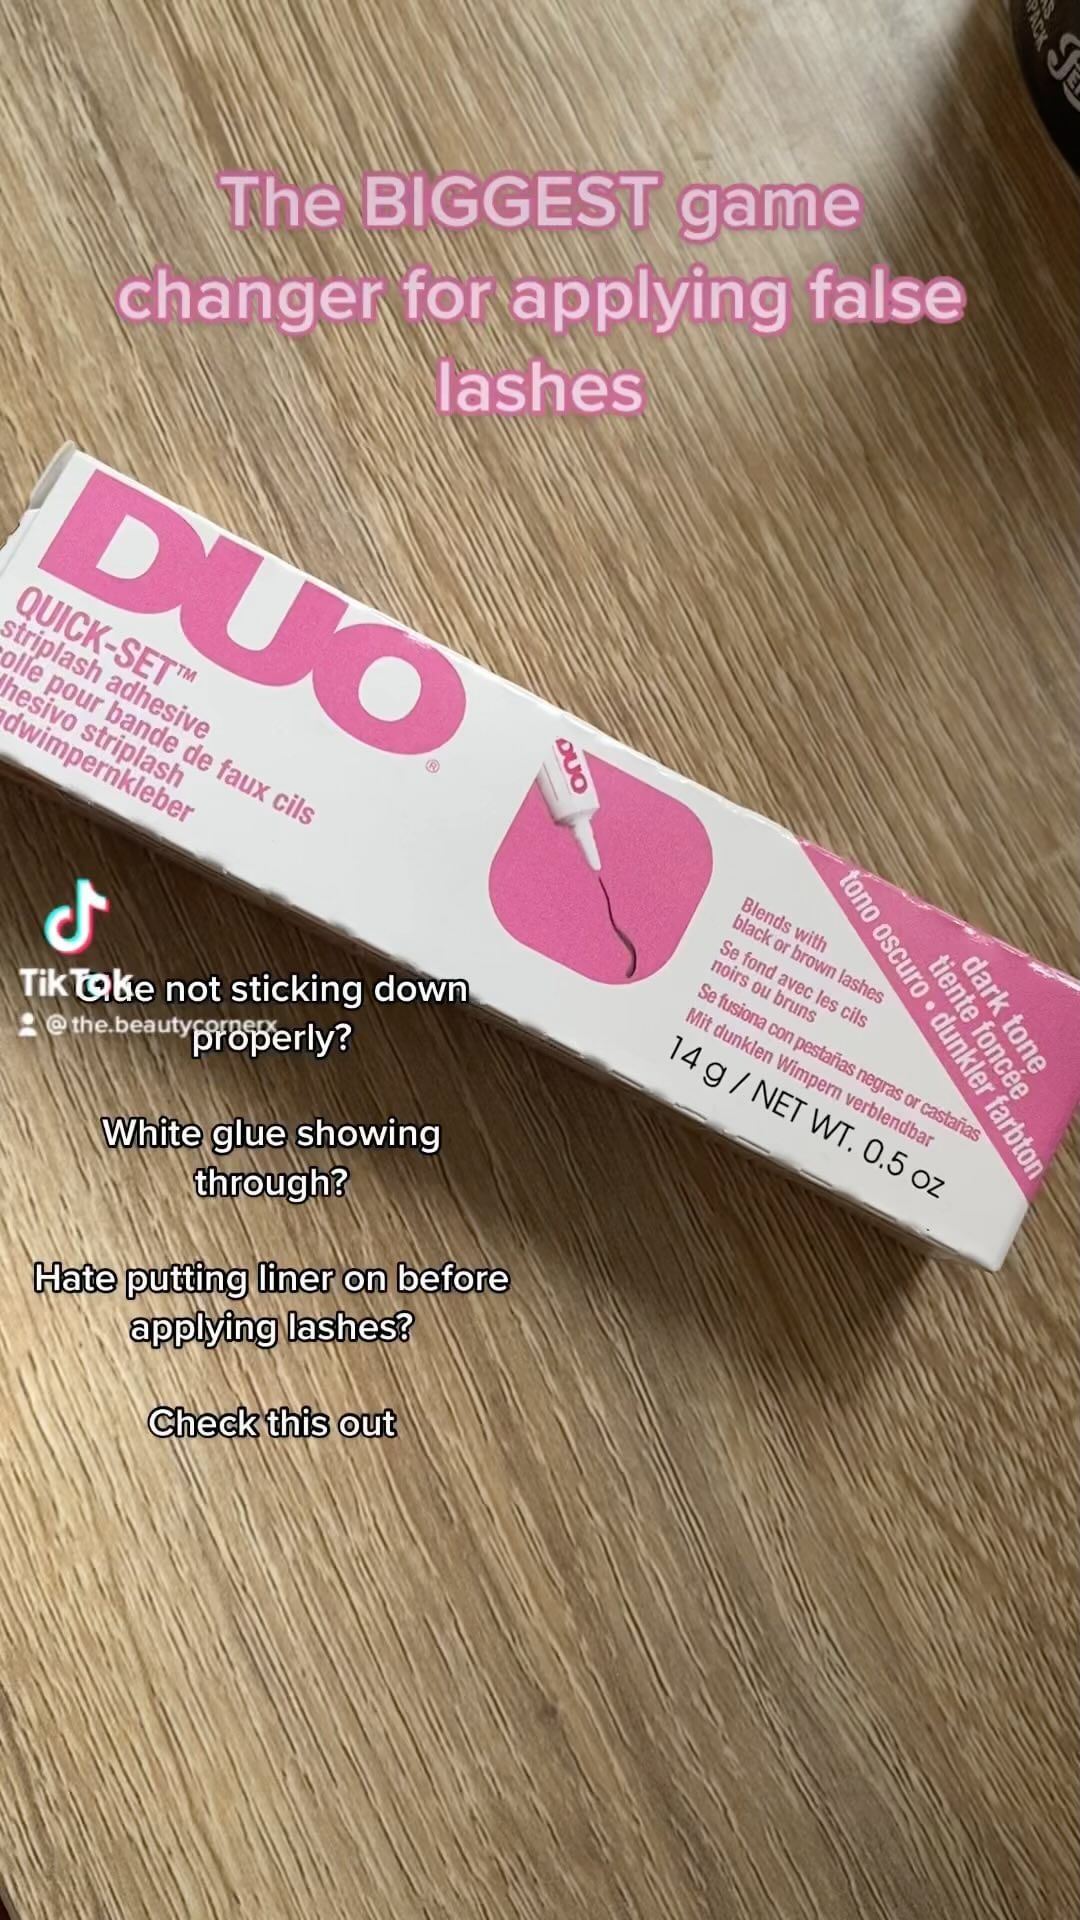 The BIGGEST game
changer for applying false
lashes
DUO
QUICK-SET™
striplash adhesive
pour bande de faux cils
striplash
®
DUO
Blends with
black or brown lashes
Se fond avec les cils
noirs ou bruns
Se fusiona con pestañas negras or castañas
Mit dunklen Wimpern verblendbar
14 g / NET WT. 0.5 oz
dark tone
tiente foncée
tono oscuro • dunkler farbton
TikTok
@the.beautycornerx
Glue not sticking down
properly?
White glue showing
through?
Hate putting liner on before
applying lashes?
Check this out